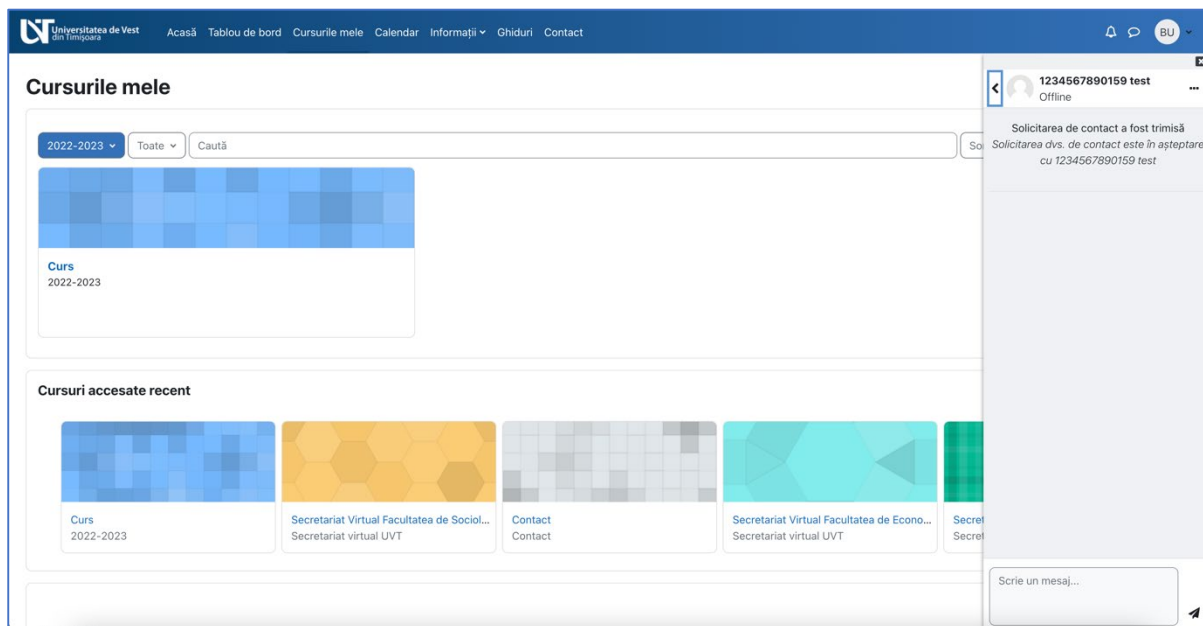 Universitatea de Vest
din Timișoara
Acasă Tablou de bord Cursurile mele Calendar Informații Ghiduri Contact
BU
Cursurile mele
2022-2023 Toate Caută
Curs
2022-2023
Cursuri accesate recent
Curs
2022-2023
Secretariat Virtual Facultatea de Sociol...
Secretariat virtual UVT
Contact
Contact
Secretariat Virtual Facultatea de Econo...
Secretariat virtual UVT
1234567890159 test
Offline
Solicitarea de contact a fost trimisă
Solicitarea dvs. de contact este în așteptare
cu 1234567890159 test
Scrie un mesaj...